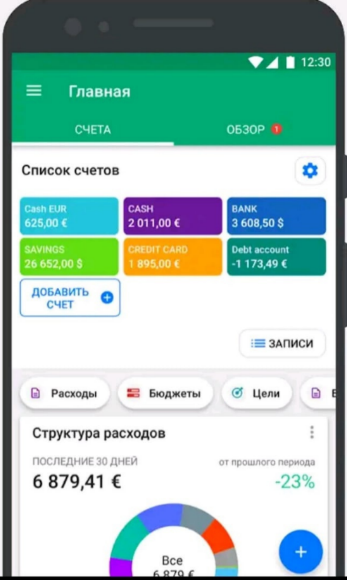 12:30
Главная
СЧЕТА
ОБЗОР 1
Список счетов
Cash EUR
625,00 €
CASH
2 011,00 €
BANK
3 608,50 $
SAVINGS
26 652,00 $
CREDIT CARD
1 895,00 €
Debt account
-1 173,49 €
ДОБАВИТЬ
СЧЕТ
ЗАПИСИ
Расходы
Бюджеты
Цели
Структура расходов
ПОСЛЕДНИЕ 30 ДНЕЙ
от прошлого периода
6 879,41 €
-23%
Все
6 879 €